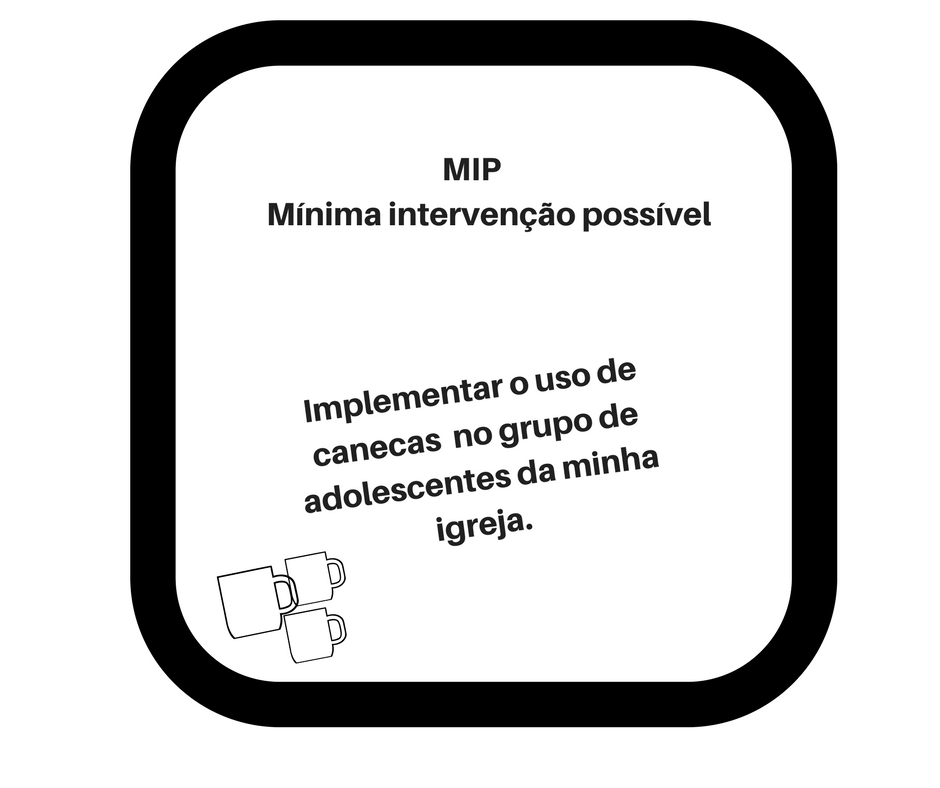 MIP
Mínima intervenção possível
Implementar o uso de
canecas no grupo de
adolescentes da minha
igreja.